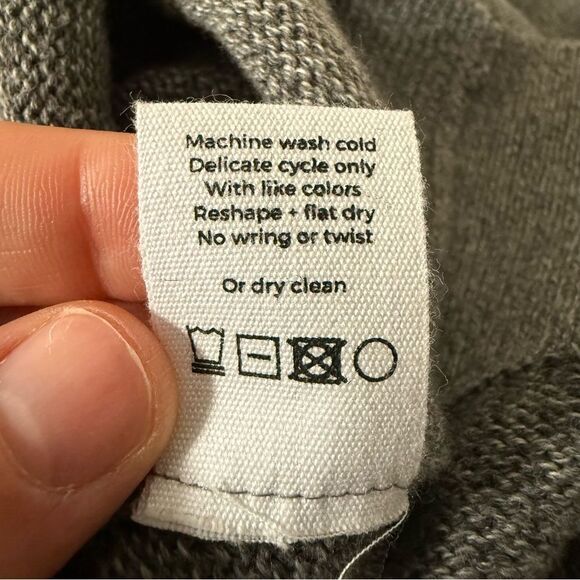 Machine wash cold
Delicate cycle only
With like colors
Reshape + flat dry
No wring or twist
Or dry clean